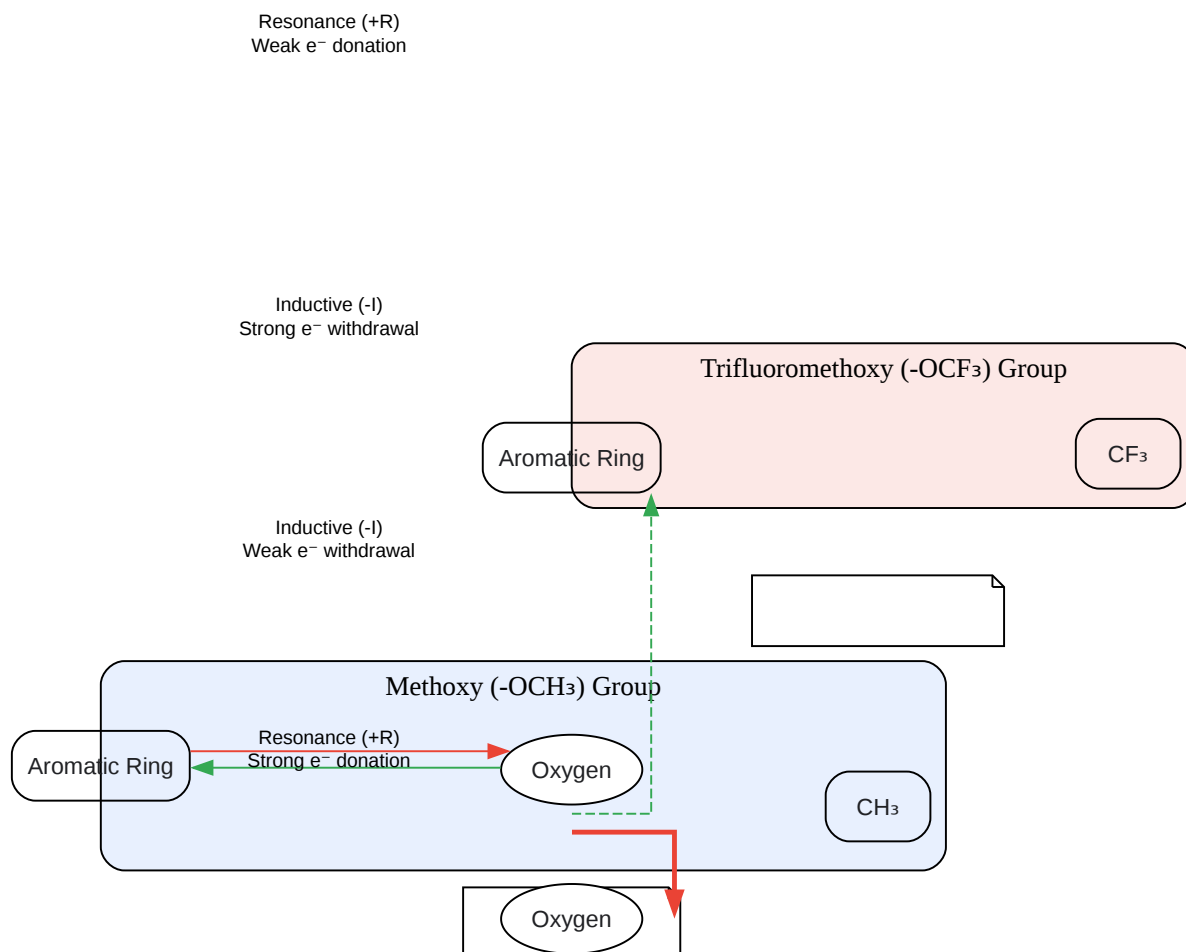 Resonance (+R)
Weak e⁻ donation
Inductive (-I)
Strong e⁻ withdrawal
Trifluoromethoxy (-OCF₃) Group
Aromatic Ring
CF₃
Inductive (-I)
Weak e⁻ withdrawal
Methoxy (-OCH₃) Group
Resonance (+R)
Strong e⁻ donation
Aromatic Ring
Oxygen
CH₃
Oxygen